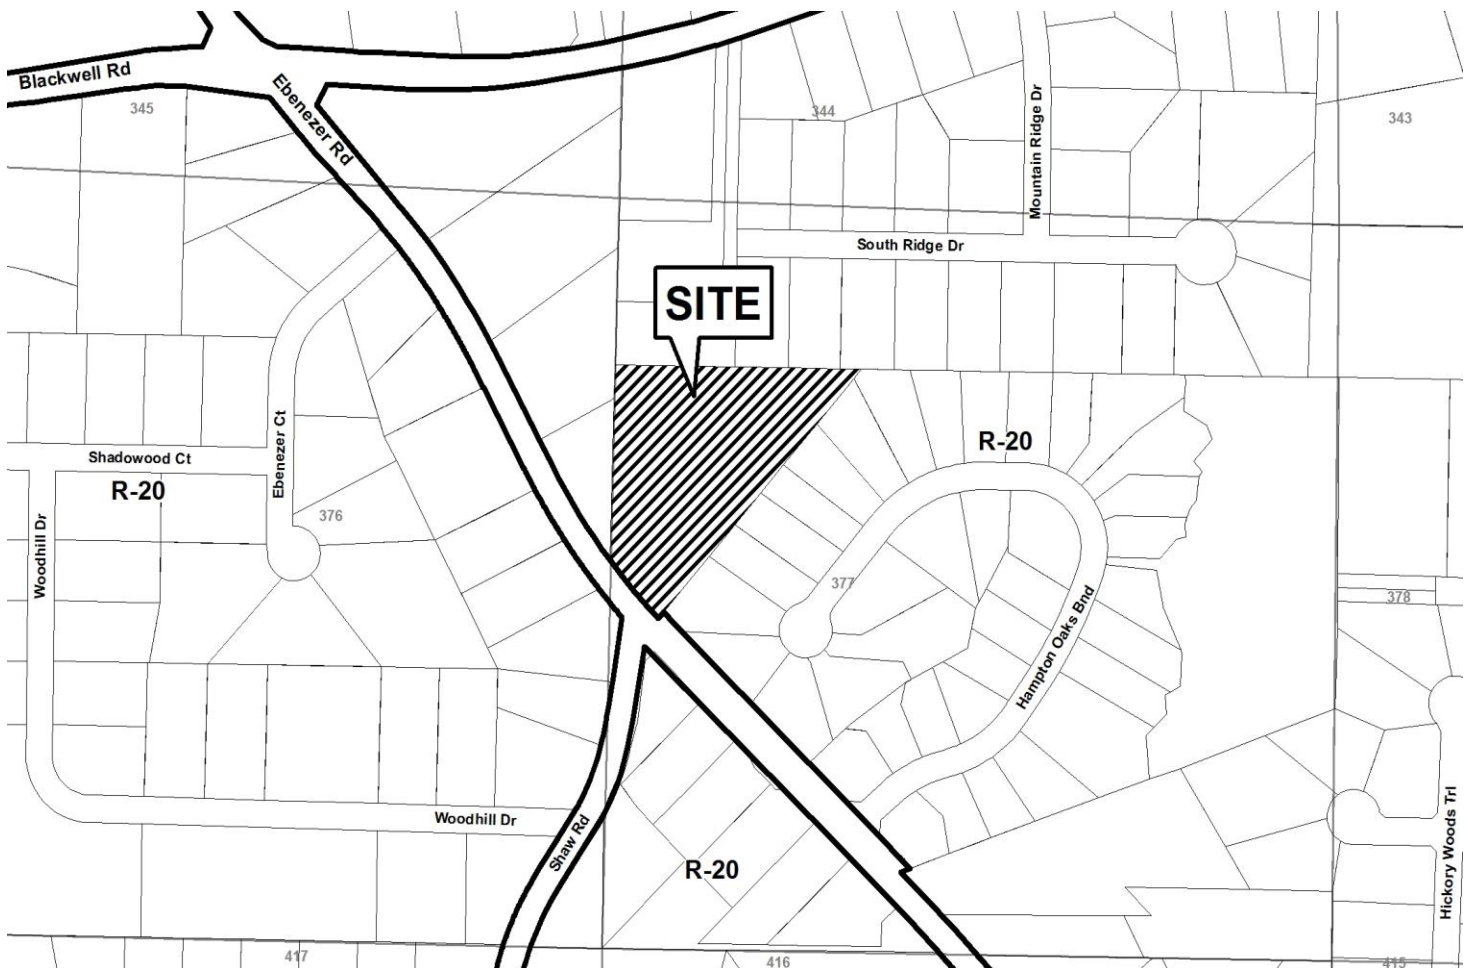 Blackwell Rd
345
Ebenezer Rd
344
Mountain Ridge Dr
343
South Ridge Dr
SITE
R-20
Shadowood Ct
Ebenezer Ct
R-20
376
Woodhill Dr
377
378
Hampton Oaks Bnd
Woodhill Dr
Shaw Rd
R-20
Hickory Woods Trl
417
416
415